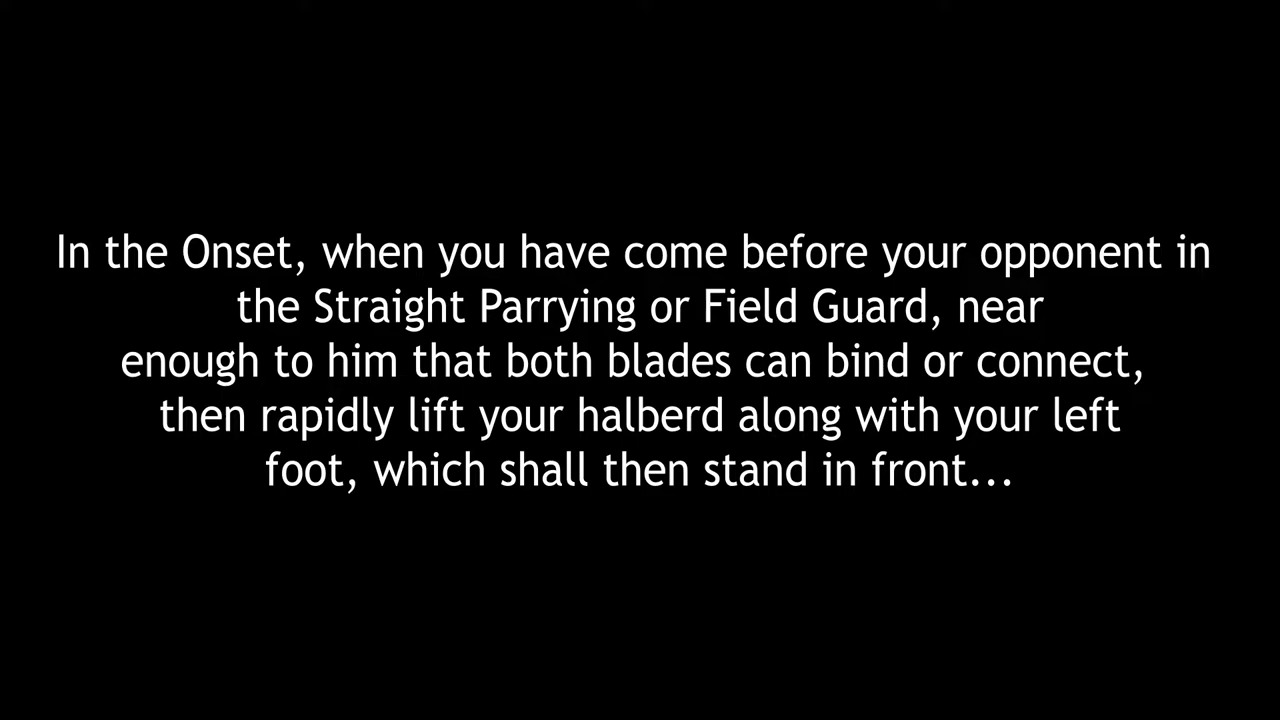 In the Onset, when you have come before your opponent in
the Straight Parrying or Field Guard, near
enough to him that both blades can bind or connect,
then rapidly lift your halberd along with your left
foot, which shall then stand in front...